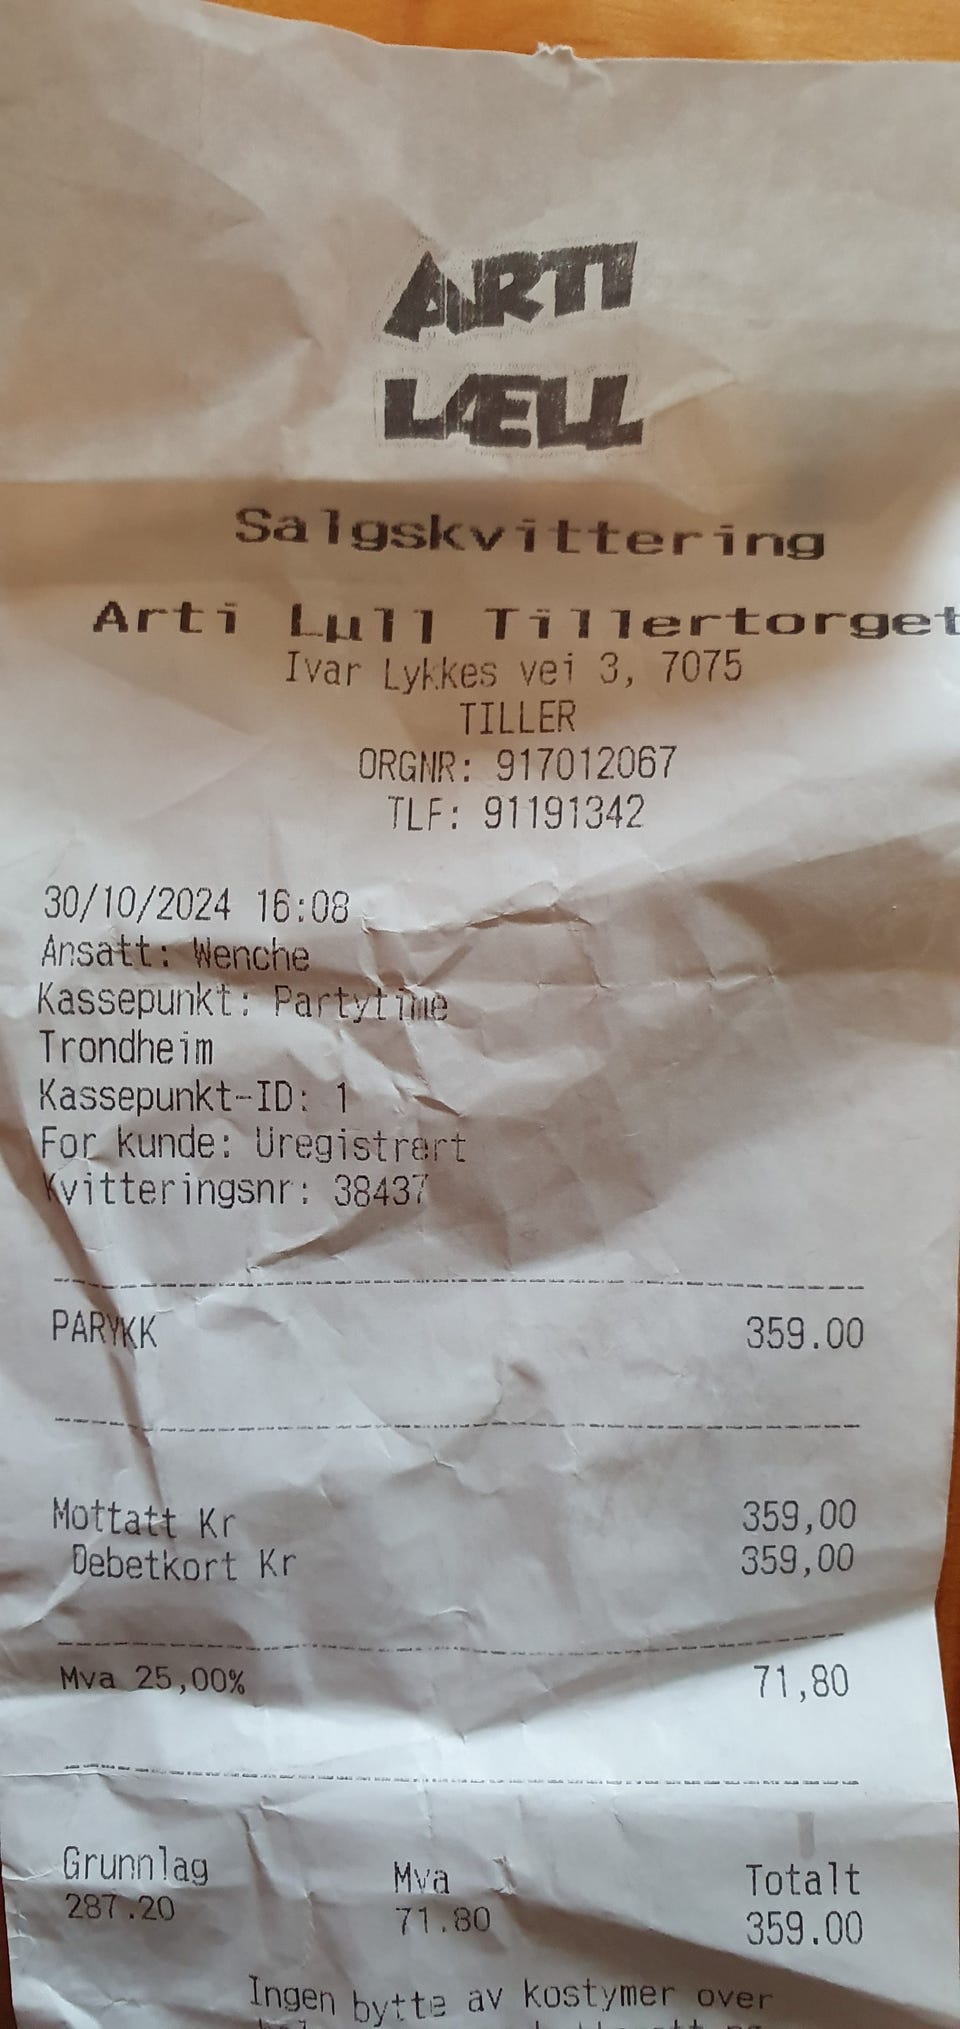 ARTI
LÆLL
Salgskvittering
Arti Lull Tillertorget
Ivar Lykkes vei 3, 7075
TILLER
ORGNR: 917012067
TLF: 91191342
30/10/2024 16:08
Ansatt: Wenche
Kassepunkt: Partytime
Trondheim
Kassepunkt-ID: 1
For kunde: Uregistrert
Kvitteringsnr: 38437
PARYKK 359.00
Mottatt Kr 359,00
Debetkort Kr 359,00
Mva 25,00% 71,80
Grunnlag Mva Totalt
287.20 71.80 359.00
Ingen bytte av kostymer over